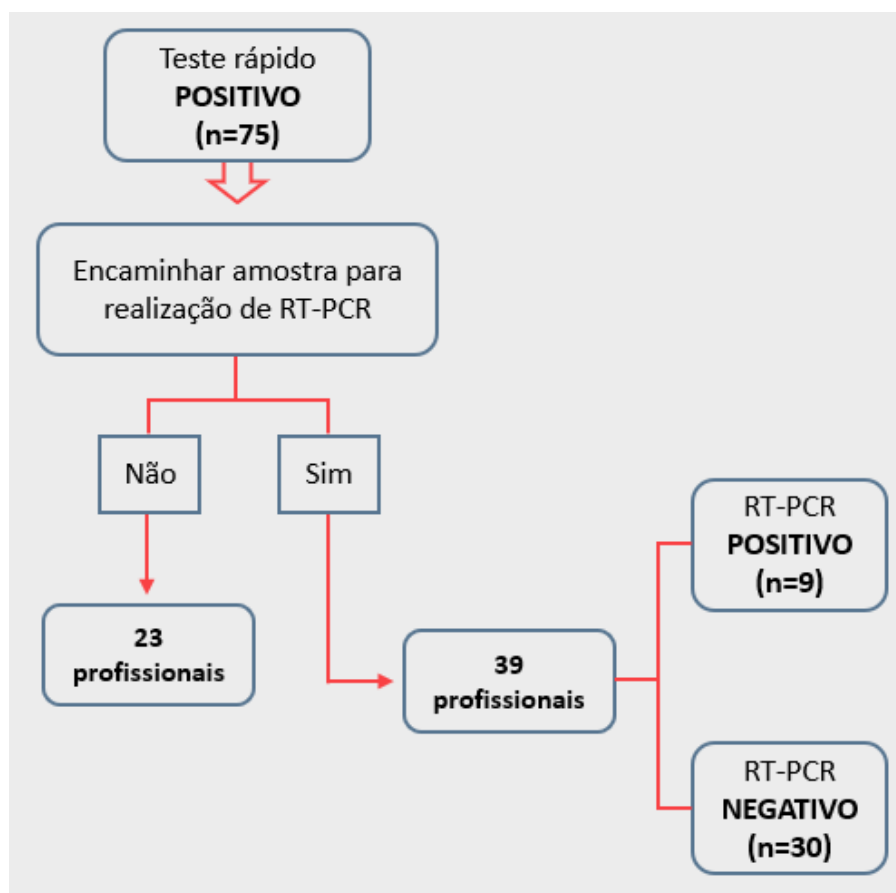 Teste rápido
POSITIVO
(n=75)
Encaminhar amostra para
realização de RT-PCR
Não
Sim
23
profissionais
39
profissionais
RT-PCR
POSITIVO
(n=9)
RT-PCR
NEGATIVO
(n=30)